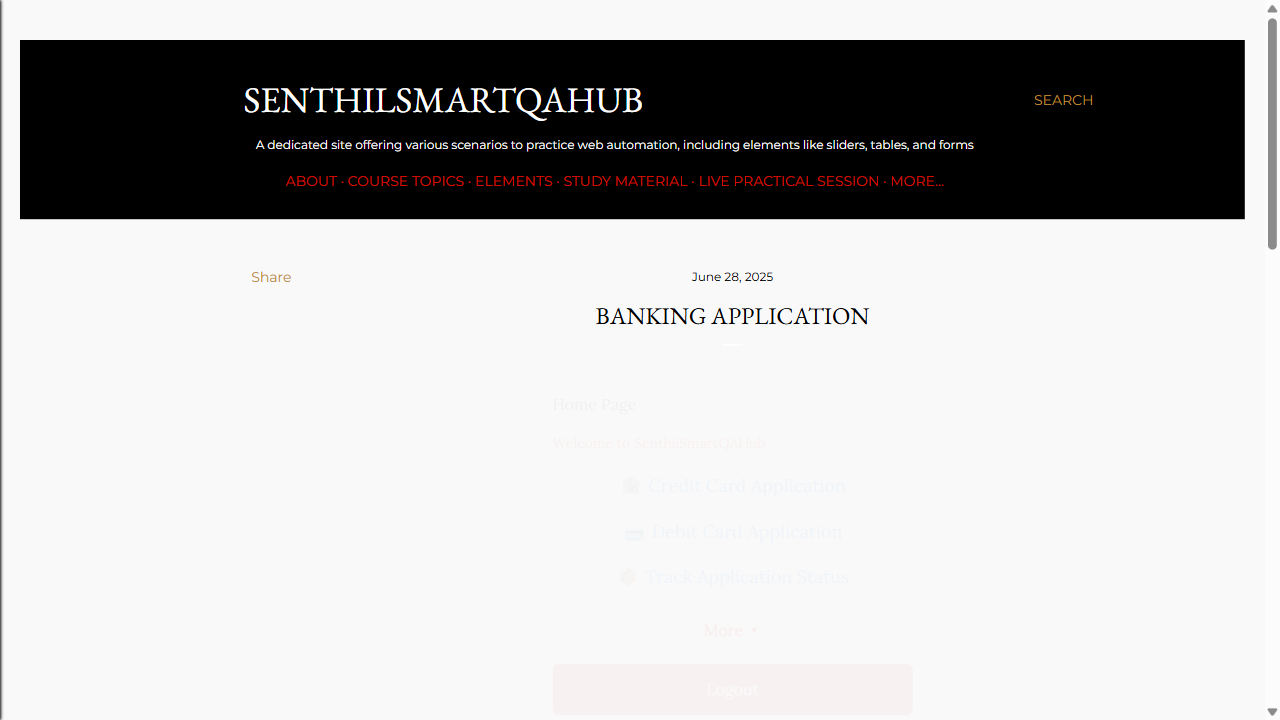 SENTHILSMARTQAHUB
SEARCH
A dedicated site offering various scenarios to practice web automation, including elements like sliders, tables, and forms
ABOUT · COURSE TOPICS · ELEMENTS · STUDY MATERIAL · LIVE PRACTICAL SESSION · MORE…
Share
June 28, 2025
BANKING APPLICATION
Home Page
Welcome to SenthilSmartQAHub
Credit Card Application
Debit Card Application
Track Application Status
More
Logout